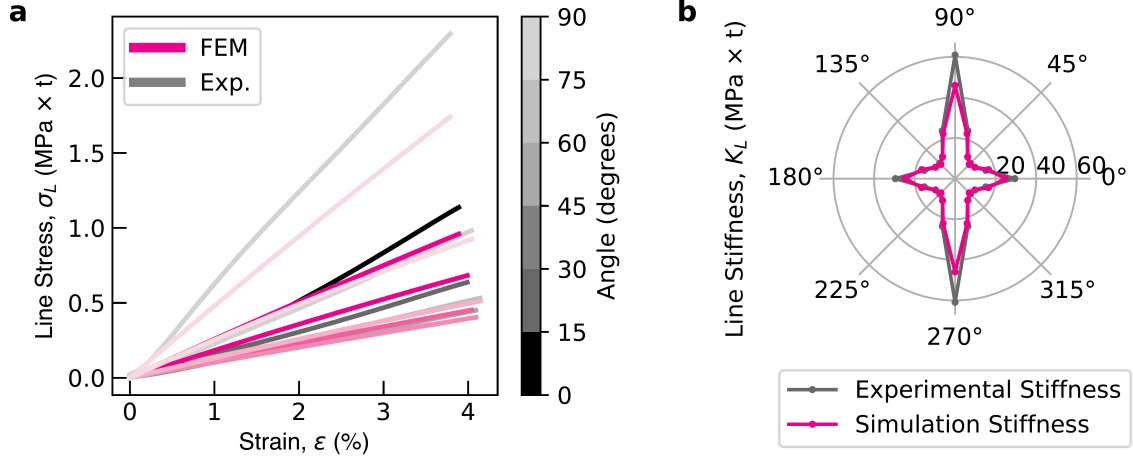 a
Line Stress, σL (MPa × t)
2.0
1.5
1.0
0.5
0.0
FEM
Exp.
0
1
2
3
4
Strain, ε (%)
90
75
60
45
30
15
0
Angle (degrees)
b
Line Stiffness, KL (MPa × t)
90°
135°
45°
180°
20 40 60
0°
225°
315°
270°
Experimental Stiffness
Simulation Stiffness